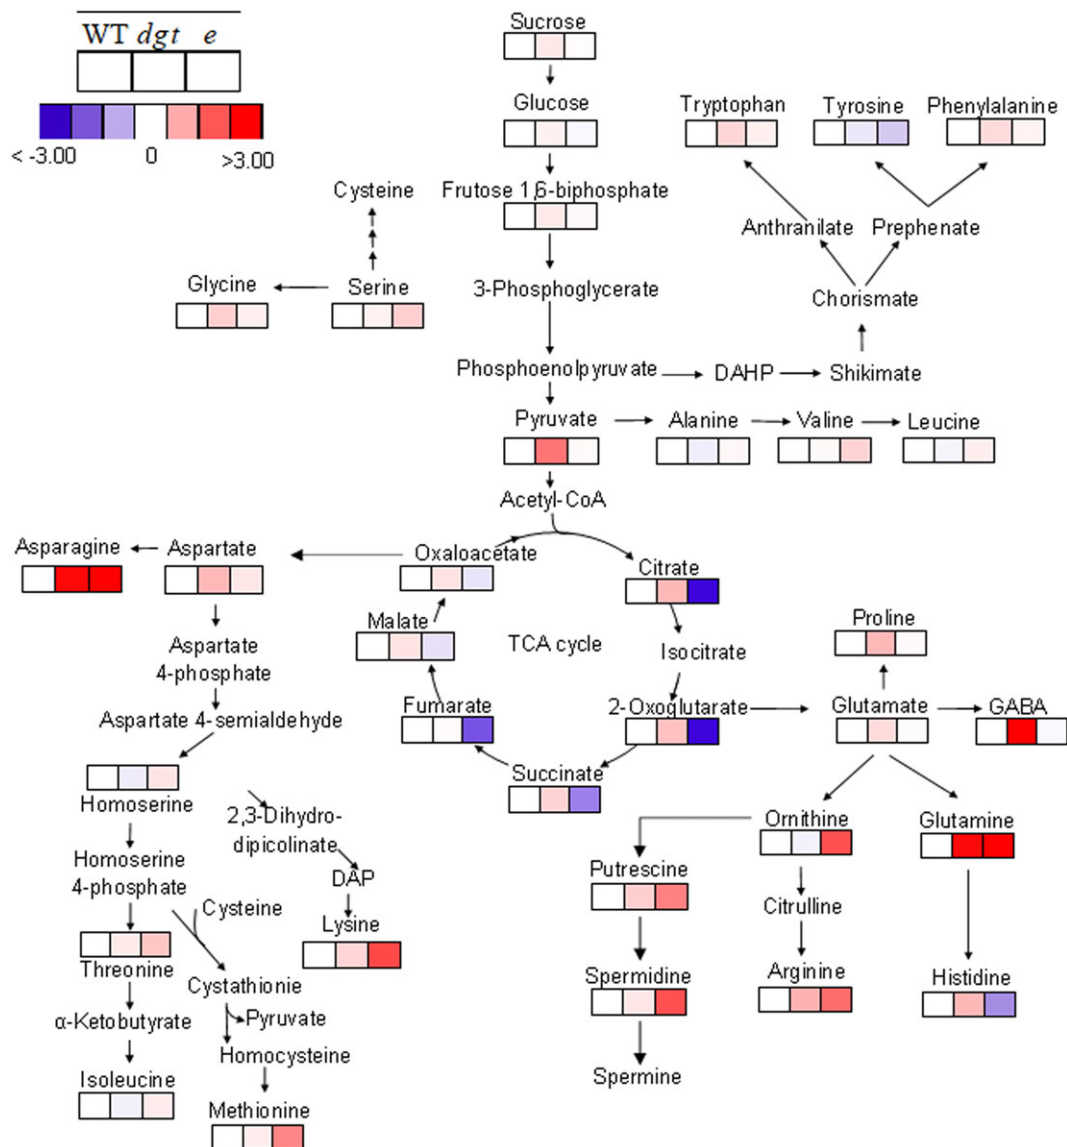 WT dgt e
< -3.00 0 >3.00
Sucrose
Glucose
Frutose 1,6-biphosphate
3-Phosphoglycerate
Phosphoenolpyruvate
Pyruvate
Acetyl-CoA
Cysteine
Glycine
Serine
Tryptophan
Tyrosine
Phenylalanine
Anthranilate
Prephenate
Chorismate
DAHP
Shikimate
Alanine
Valine
Leucine
Asparagine
Aspartate
Oxaloacetate
Citrate
Malate
TCA cycle
Isocitrate
Fumarate
2-Oxoglutarate
Succinate
Proline
Glutamate
GABA
Aspartate
4-phosphate
Aspartate 4-semialdehyde
Homoserine
2,3-Dihydro-
dipicolinate
DAP
Lysine
Homoserine
4-phosphate
Cysteine
Threonine
Cystathionie
α-Ketobutyrate
Pyruvate
Homocysteine
Isoleucine
Methionine
Ornithine
Glutamine
Putrescine
Citrulline
Spermidine
Arginine
Histidine
Spermine